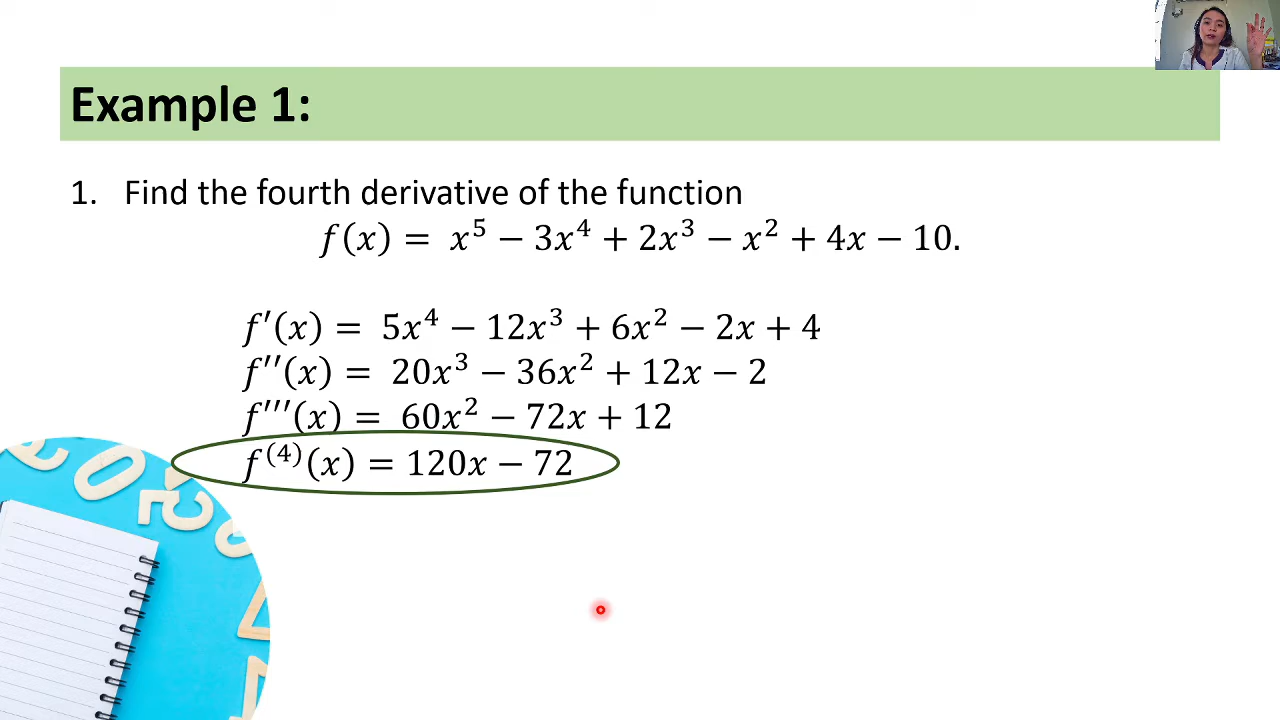 Example 1:
1. Find the fourth derivative of the function
f(x) = x⁵ − 3x⁴ + 2x³ − x² + 4x − 10.
f′(x) = 5x⁴ − 12x³ + 6x² − 2x + 4
f′′(x) = 20x³ − 36x² + 12x − 2
f′′′(x) = 60x² − 72x + 12
f⁽⁴⁾(x) = 120x − 72